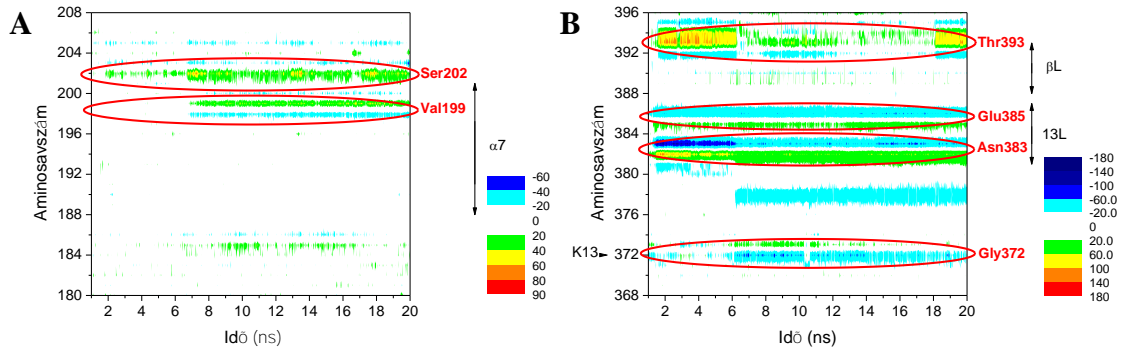 A
208
204
200
196
192
188
184
180
Aminosavszám
2 4 6 8 10 12 14 16 18 20
Idõ (ns)
Ser202
Val199
α7
-60
-40
-20
0
20
40
60
80
90
B
396
392
388
384
380
376
372
368
Aminosavszám
K13
2 4 6 8 10 12 14 16 18 20
Idõ (ns)
Thr393
βL
Glu385
13L
Asn383
Gly372
-180
-140
-100
-60.0
-20.0
0
20.0
60.0
100
140
180